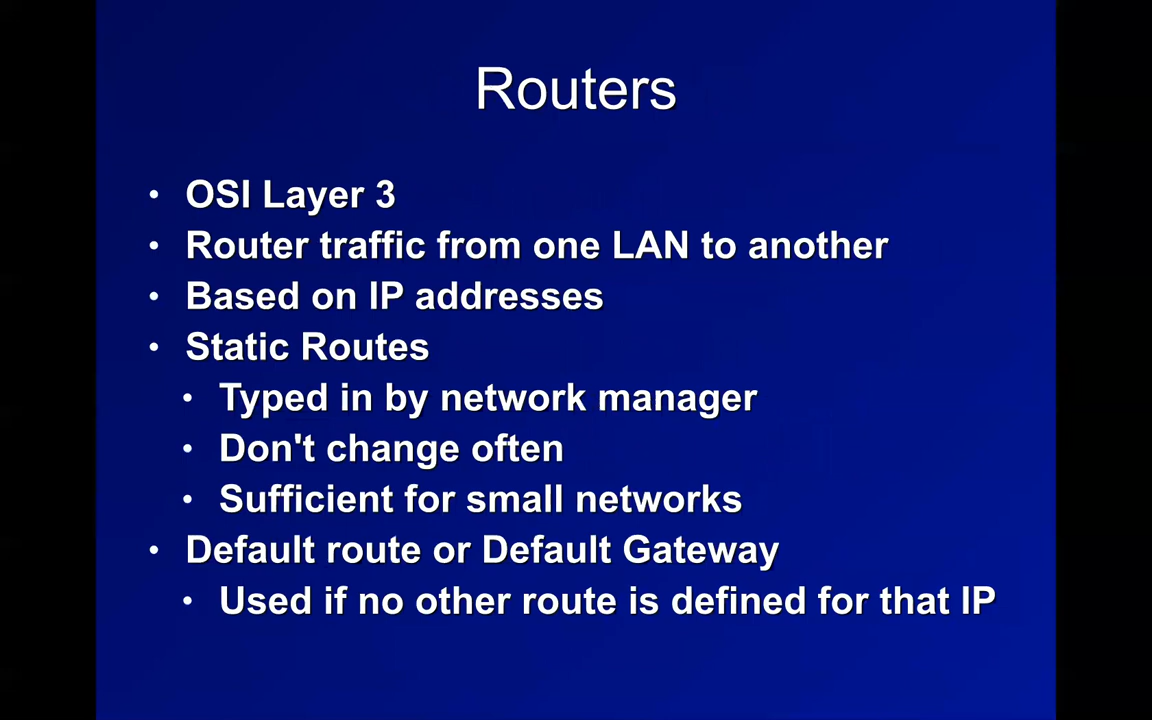 Routers
• OSI Layer 3
• Router traffic from one LAN to another
• Based on IP addresses
• Static Routes
• Typed in by network manager
• Don't change often
• Sufficient for small networks
• Default route or Default Gateway
• Used if no other route is defined for that IP